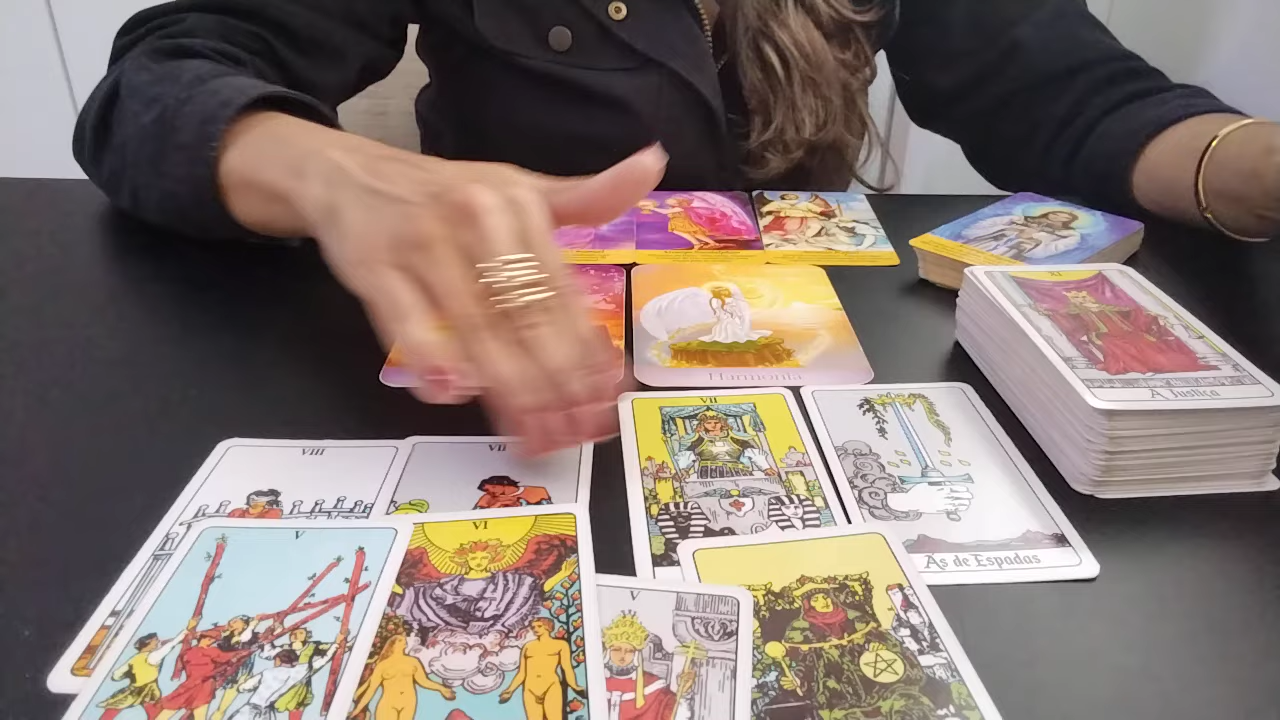 Harmonia
XI
A Justiça
VII
Ás de Espadas
VIII
VII
V
VI
V